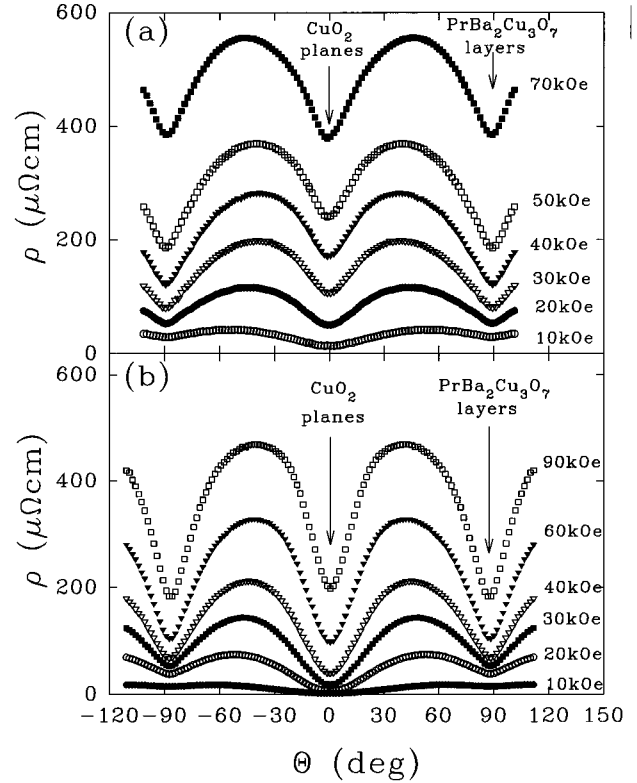 600
(a)
CuO₂
planes
PrBa₂Cu₃O₇
layers
70kOe
400
ρ (μΩcm)
50kOe
200
40kOe
30kOe
20kOe
10kOe
0
600
(b)
CuO₂
planes
PrBa₂Cu₃O₇
layers
90kOe
400
ρ (μΩcm)
60kOe
200
40kOe
30kOe
20kOe
10kOe
0
-120 -90 -60 -30 0 30 60 90 120 150
Θ (deg)